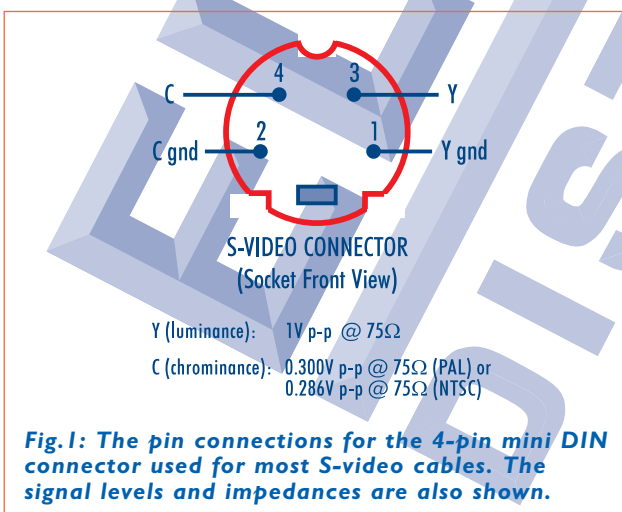 4 3
C Y
2 1
C gnd Y gnd
S-VIDEO CONNECTOR
(Socket Front View)
Y (luminance): 1V p-p @ 75Ω
C (chrominance): 0.300V p-p @ 75Ω (PAL) or
0.286V p-p @ 75Ω (NTSC)
Fig.1: The pin connections for the 4-pin mini DIN
connector used for most S-video cables. The
signal levels and impedances are also shown.